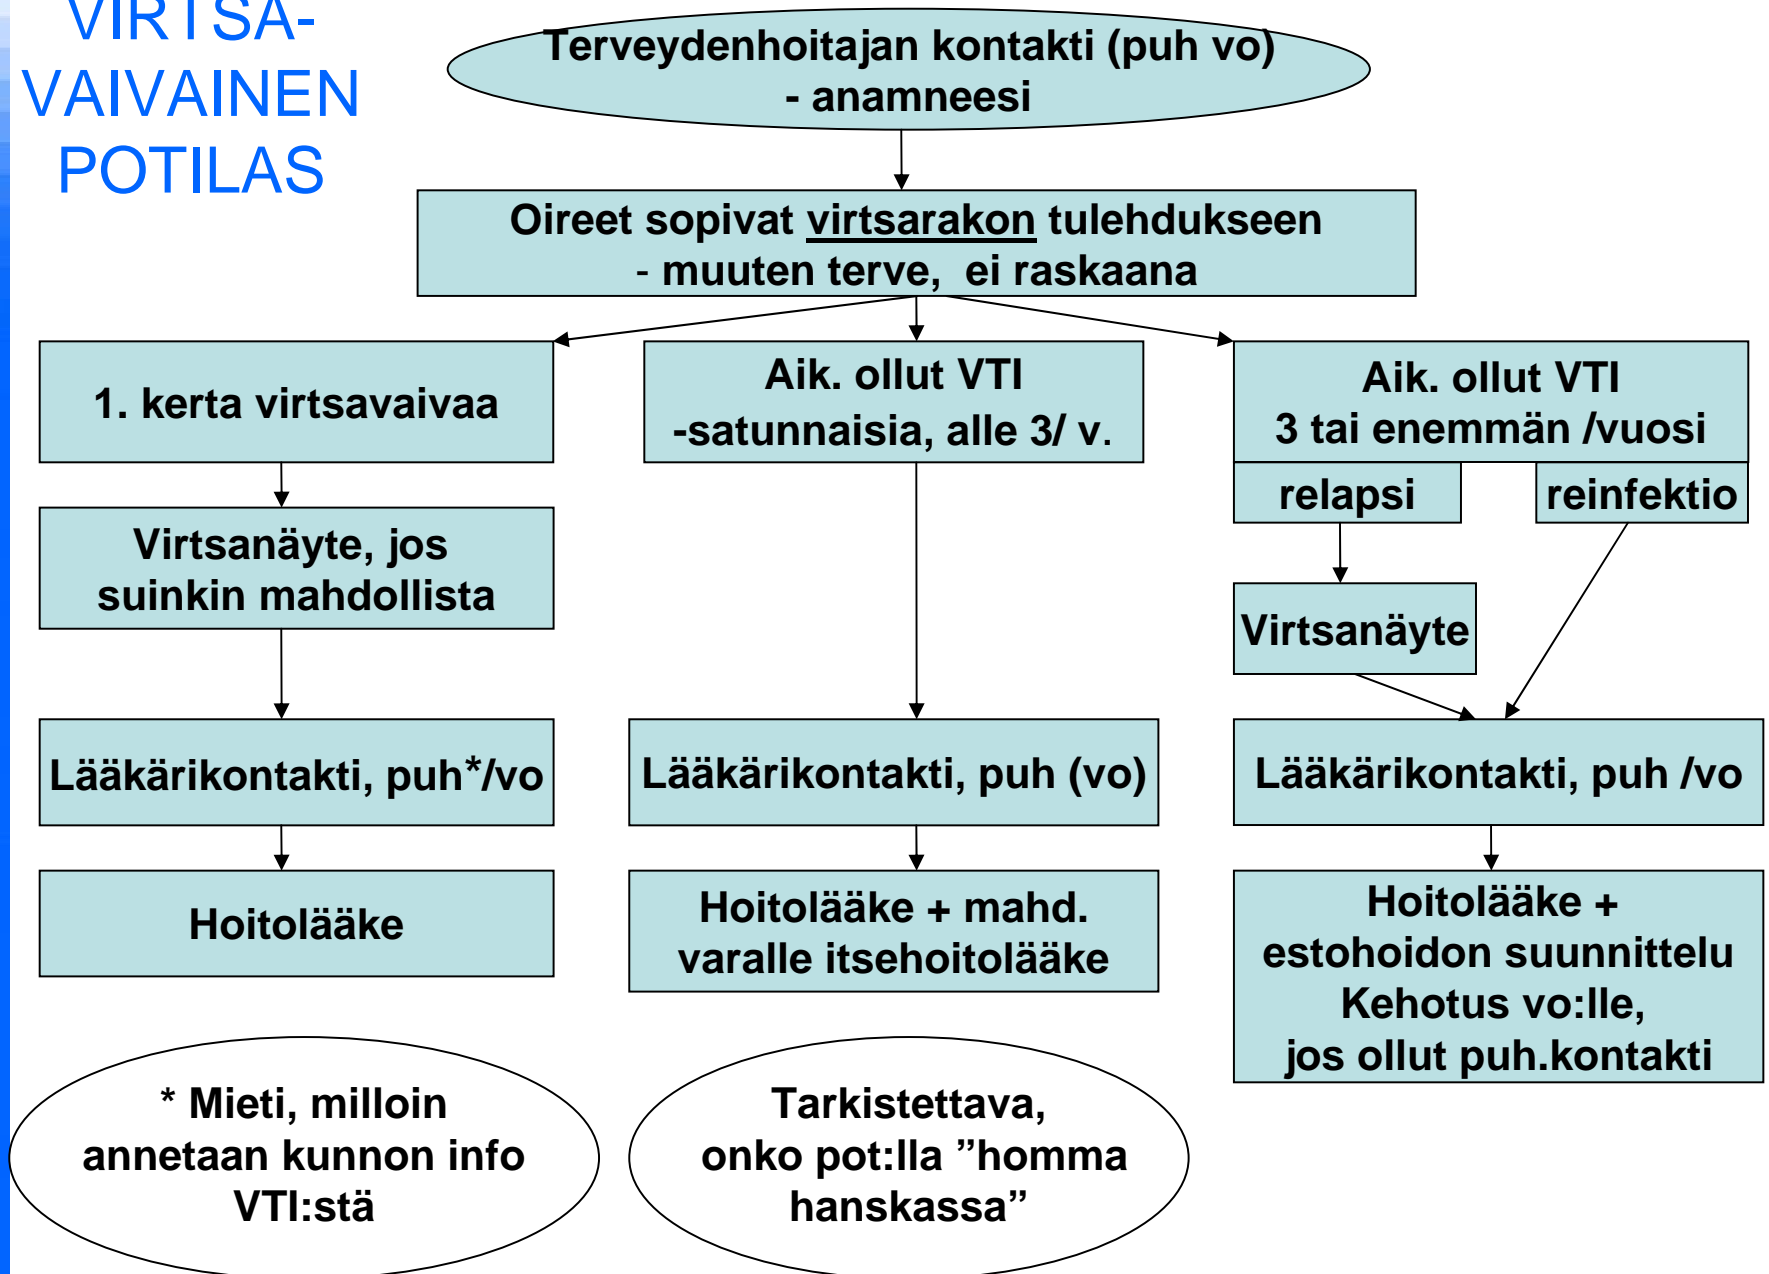 VIRTSA-
VAIVAINEN
POTILAS
Terveydenhoitajan kontakti (puh vo)
- anamneesi
Oireet sopivat virtsarakon tulehdukseen
- muuten terve, ei raskaana
1. kerta virtsavaivaa
Aik. ollut VTI
-satunnaisia, alle 3/ v.
Aik. ollut VTI
3 tai enemmän /vuosi
relapsi
reinfektio
Virtsanäyte, jos
suinkin mahdollista
Virtsanäyte
Lääkärikontakti, puh*/vo
Lääkärikontakti, puh (vo)
Lääkärikontakti, puh /vo
Hoitolääke
Hoitolääke + mahd.
varalle itsehoitolääke
Hoitolääke +
estohoidon suunnittelu
Kehotus vo:lle,
jos ollut puh.kontakti
* Mieti, milloin
annetaan kunnon info
VTI:stä
Tarkistettava,
onko pot:lla ”homma
hanskassa”